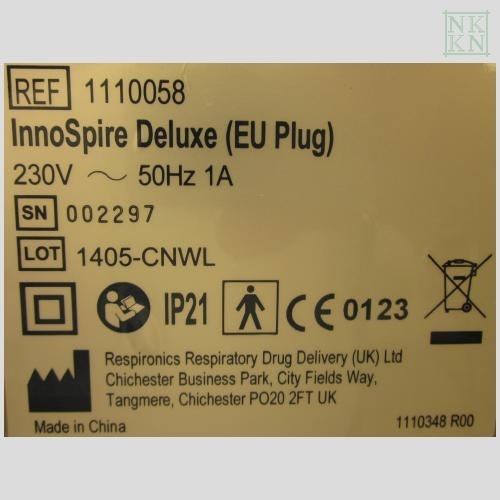 NK
KN
REF 1110058
InnoSpire Deluxe (EU Plug)
230V ~ 50Hz 1A
SN 002297
LOT 1405-CNWL
IP21 CE 0123
Respironics Respiratory Drug Delivery (UK) Ltd
Chichester Business Park, City Fields Way,
Tangmere, Chichester PO20 2FT UK
Made in China
1110348 R00